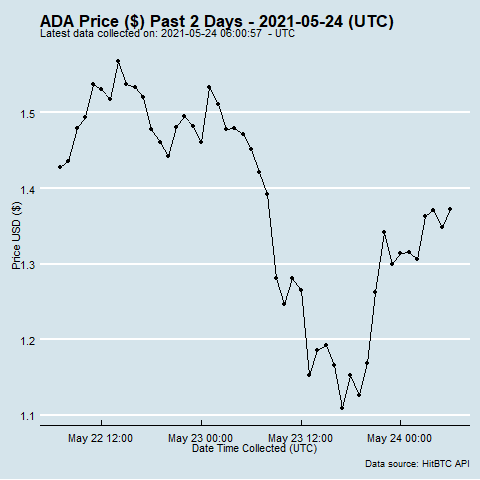 ADA Price ($) Past 2 Days - 2021-05-24 (UTC)
Latest data collected on: 2021-05-24 06:00:57  - UTC
1.5
1.4
1.3
1.2
1.1
Price USD ($)
May 22 12:00
May 23 00:00
May 23 12:00
May 24 00:00
Date Time Collected (UTC)
Data source: HitBTC API